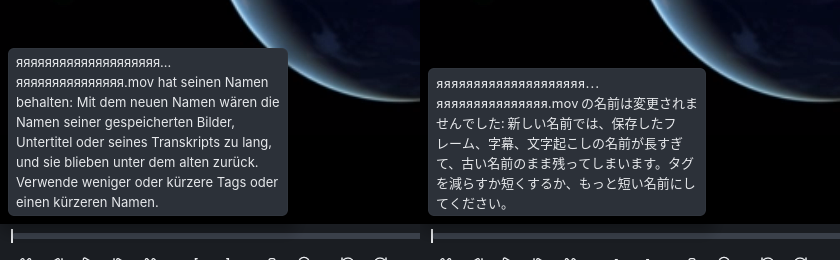 яяяяяяяяяяяяяяяяяяяя…
яяяяяяяяяяяяяяя.mov hat seinen Namen
behalten: Mit dem neuen Namen wären die
Namen seiner gespeicherten Bilder,
Untertitel oder seines Transkripts zu lang,
und sie blieben unter dem alten zurück.
Verwende weniger oder kürzere Tags oder
einen kürzeren Namen.
яяяяяяяяяяяяяяяяяяяя…
яяяяяяяяяяяяяяя.mov の名前は変更されま
せんでした: 新しい名前では、保存したフ
レーム、字幕、文字起こしの名前が長すぎ
て、古い名前のまま残ってしまいます。タグ
を減らすか短くするか、もっと短い名前にし
てください。